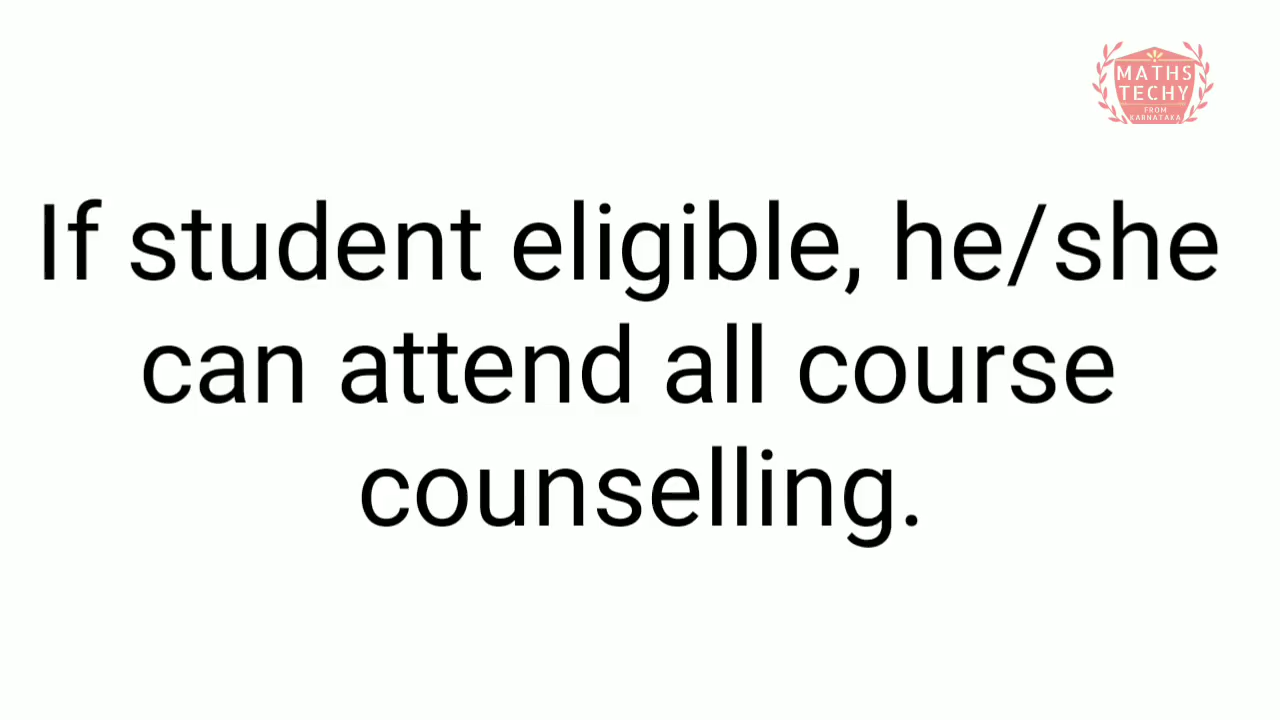 MATHS
TECHY
FROM
KARNATAKA
If student eligible, he/she
can attend all course
counselling.